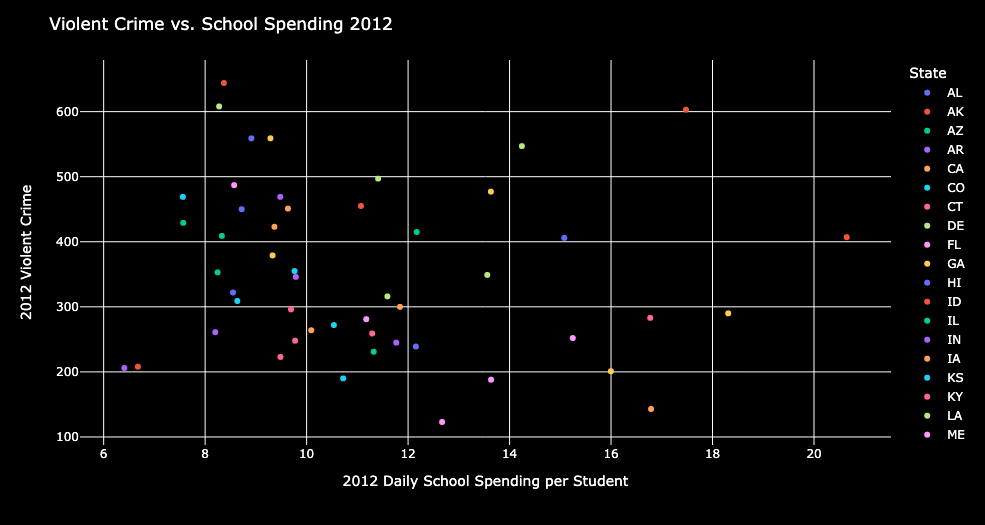 Violent Crime vs. School Spending 2012
State
AL
AK
AZ
AR
CA
CO
CT
DE
FL
GA
HI
ID
IL
IN
IA
KS
KY
LA
ME
2012 Violent Crime
600
500
400
300
200
100
6 8 10 12 14 16 18 20
2012 Daily School Spending per Student